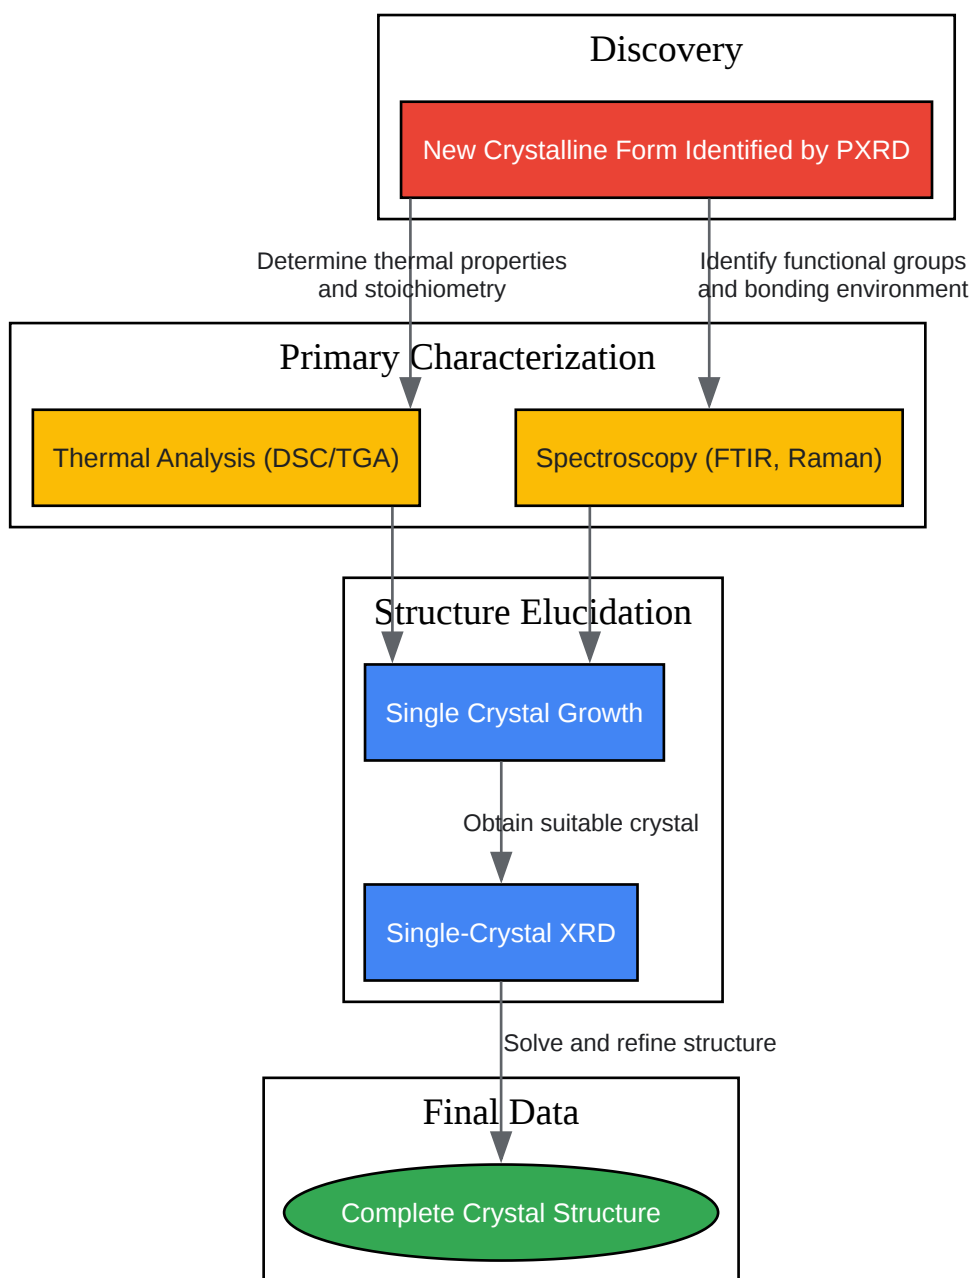 Discovery
New Crystalline Form Identified by PXRD
Determine thermal properties
and stoichiometry
Identify functional groups
and bonding environment
Primary Characterization
Thermal Analysis (DSC/TGA)
Spectroscopy (FTIR, Raman)
Structure Elucidation
Single Crystal Growth
Obtain suitable crystal
Single-Crystal XRD
Solve and refine structure
Final Data
Complete Crystal Structure